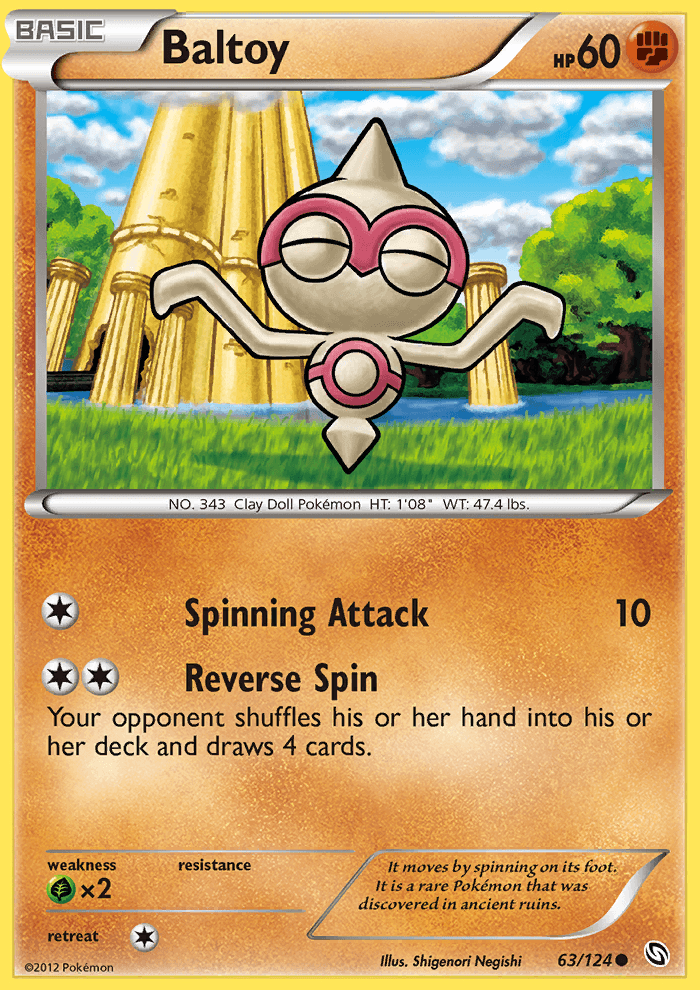 BASIC
Baltoy
HP60
NO. 343 Clay Doll Pokémon HT: 1'08" WT: 47.4 lbs.
Spinning Attack 10
Reverse Spin
Your opponent shuffles his or her hand into his or
her deck and draws 4 cards.
weakness resistance
×2
retreat
It moves by spinning on its foot.
It is a rare Pokémon that was
discovered in ancient ruins.
©2012 Pokémon
Illus. Shigenori Negishi
63/124